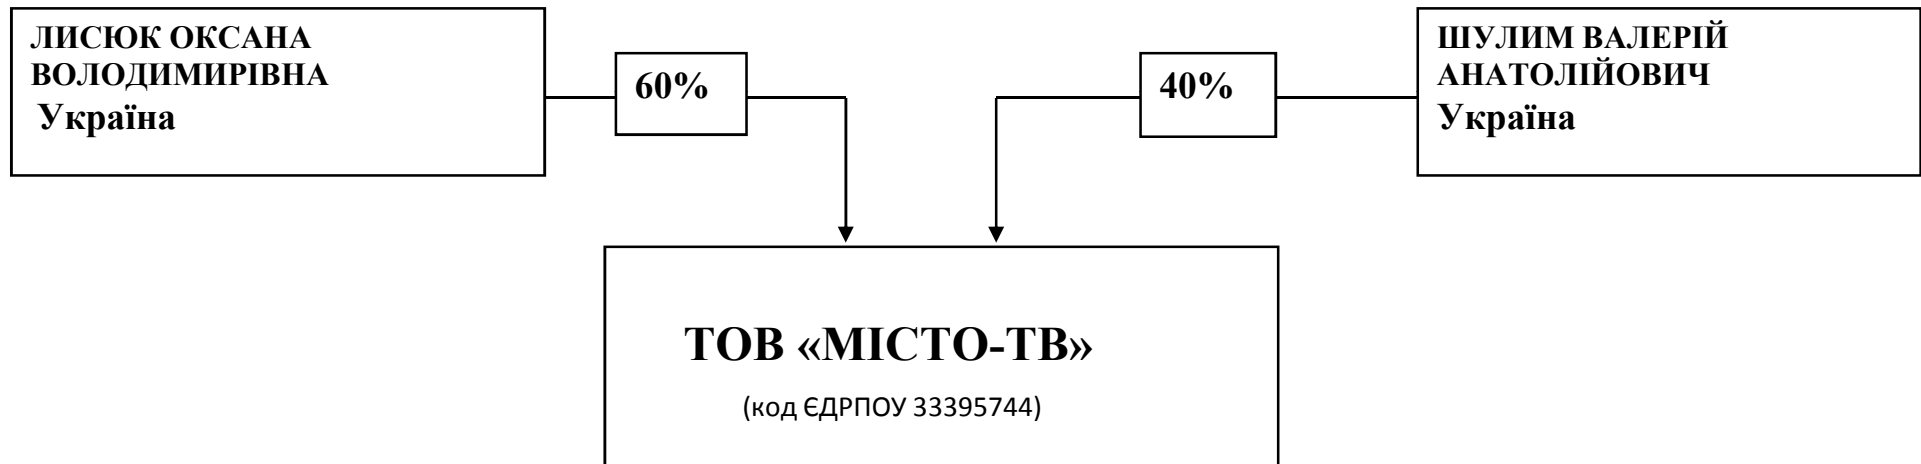 ЛИСЮК ОКСАНА
ВОЛОДИМИРІВНА
Україна
60%
40%
ШУЛИМ ВАЛЕРІЙ
АНАТОЛІЙОВИЧ
Україна
ТОВ «МІСТО-ТВ»
(код ЄДРПОУ 33395744)